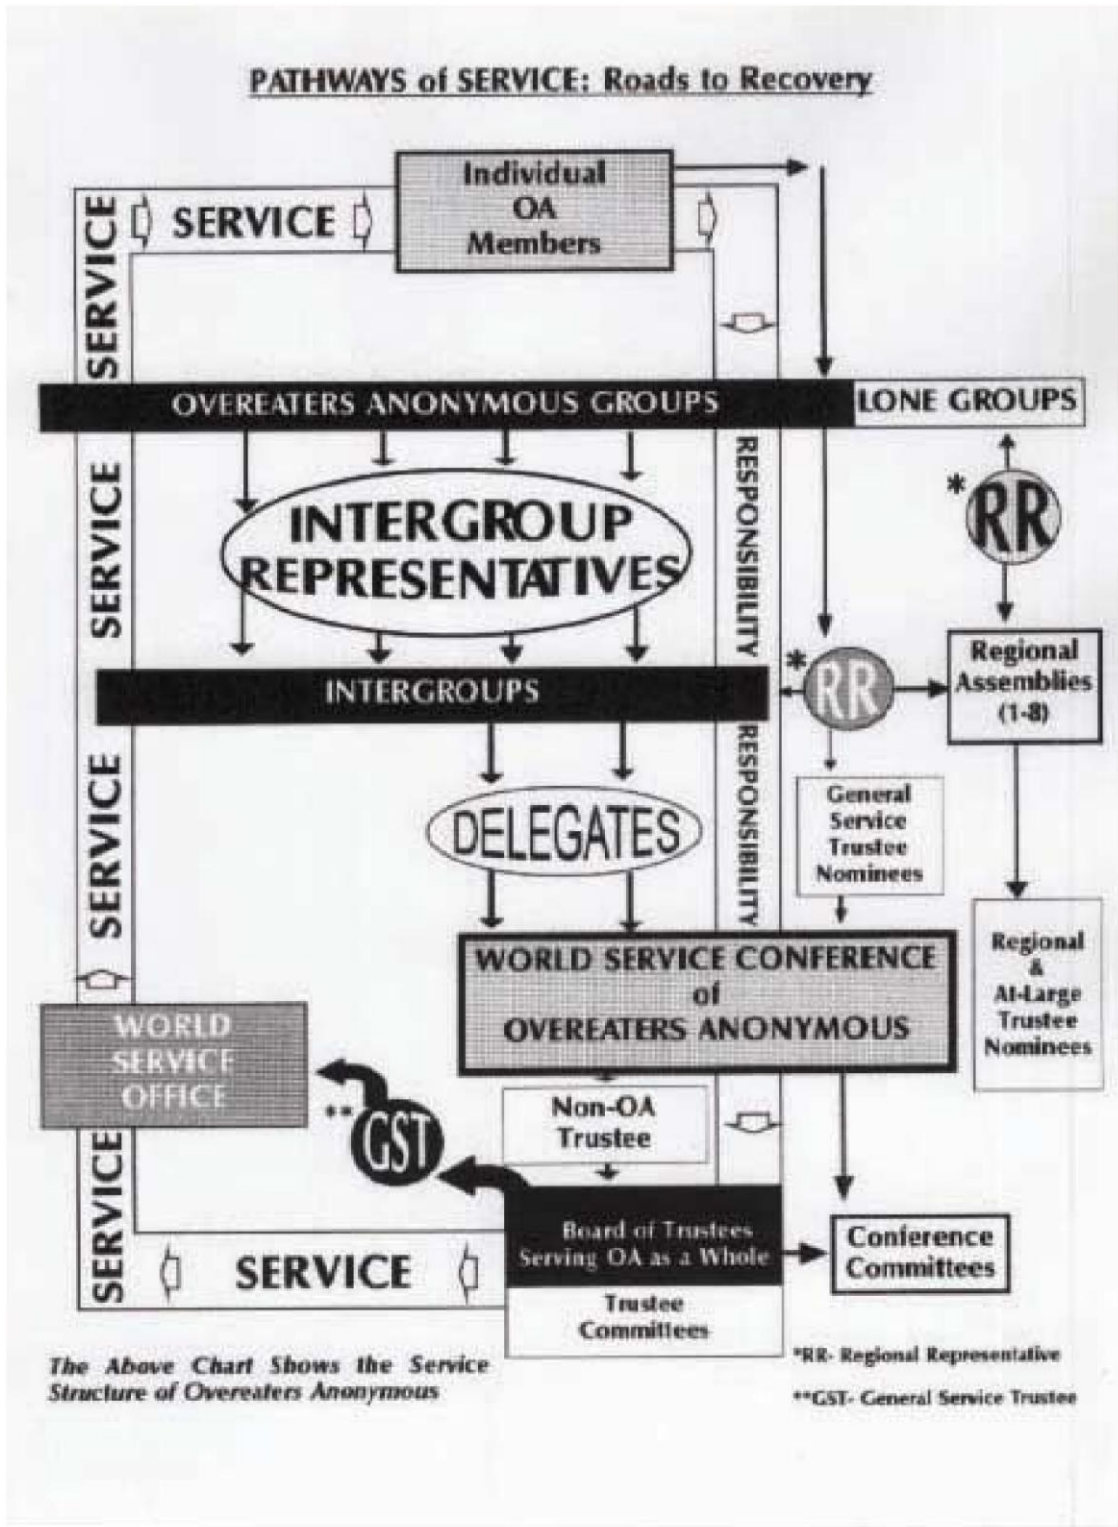 PATHWAYS of SERVICE: Roads to Recovery
Individual
OA
Members
SERVICE
SERVICE
OVEREATERS ANONYMOUS GROUPS
LONE GROUPS
SERVICE
INTERGROUP
REPRESENTATIVES
RESPONSIBILITY
*
RR
INTERGROUPS
*
RR
Regional
Assemblies
(1-8)
SERVICE
DELEGATES
RESPONSIBILITY
General
Service
Trustee
Nominees
WORLD SERVICE CONFERENCE
of
OVEREATERS ANONYMOUS
Regional
&
At-Large
Trustee
Nominees
WORLD
SERVICE
OFFICE
**
GST
Non-OA
Trustee
SERVICE
SERVICE
Board of Trustees
Serving OA as a Whole
Trustee
Committees
Conference
Committees
The Above Chart Shows the Service
Structure of Overeaters Anonymous
*RR- Regional Representative
**GST- General Service Trustee